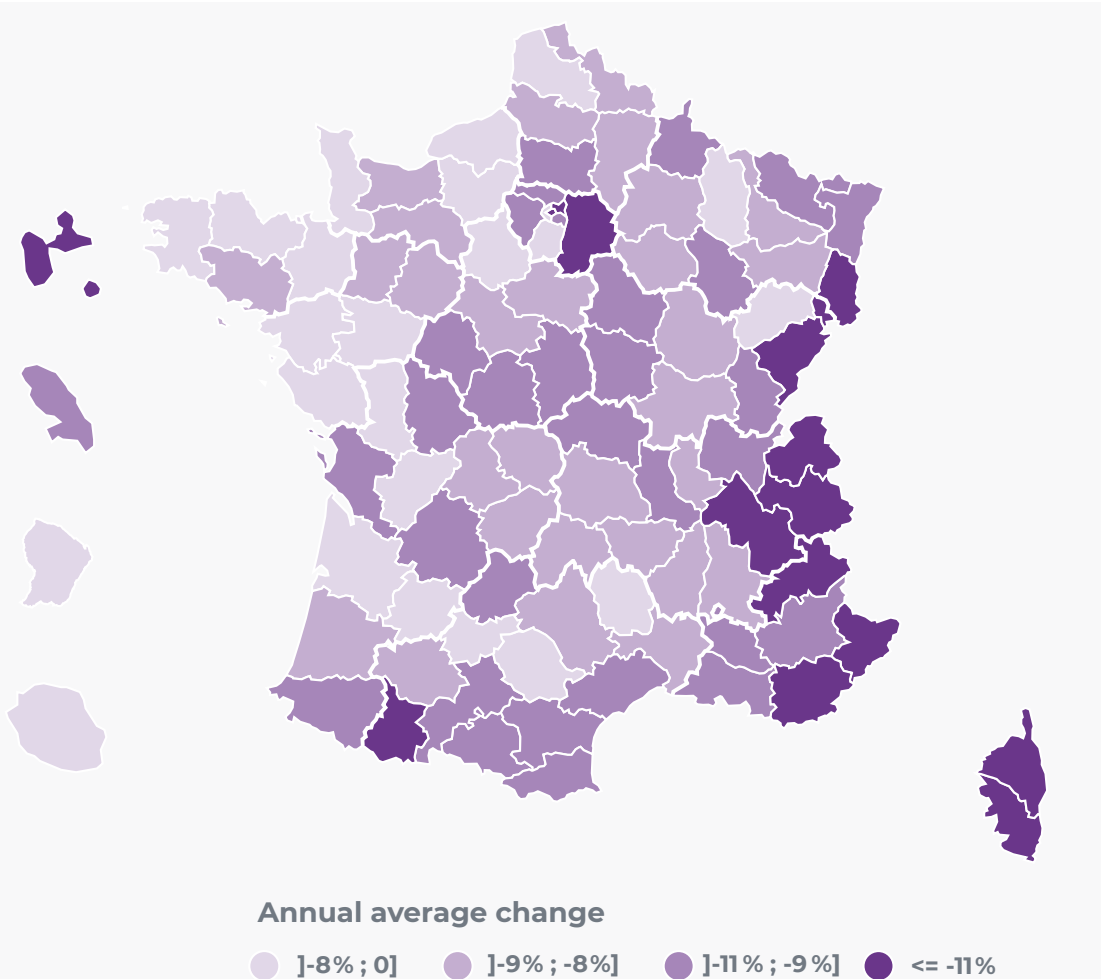 Annual average change
]-8% ; 0] ]-9% ; -8%] ]-11% ; -9%] <= -11%